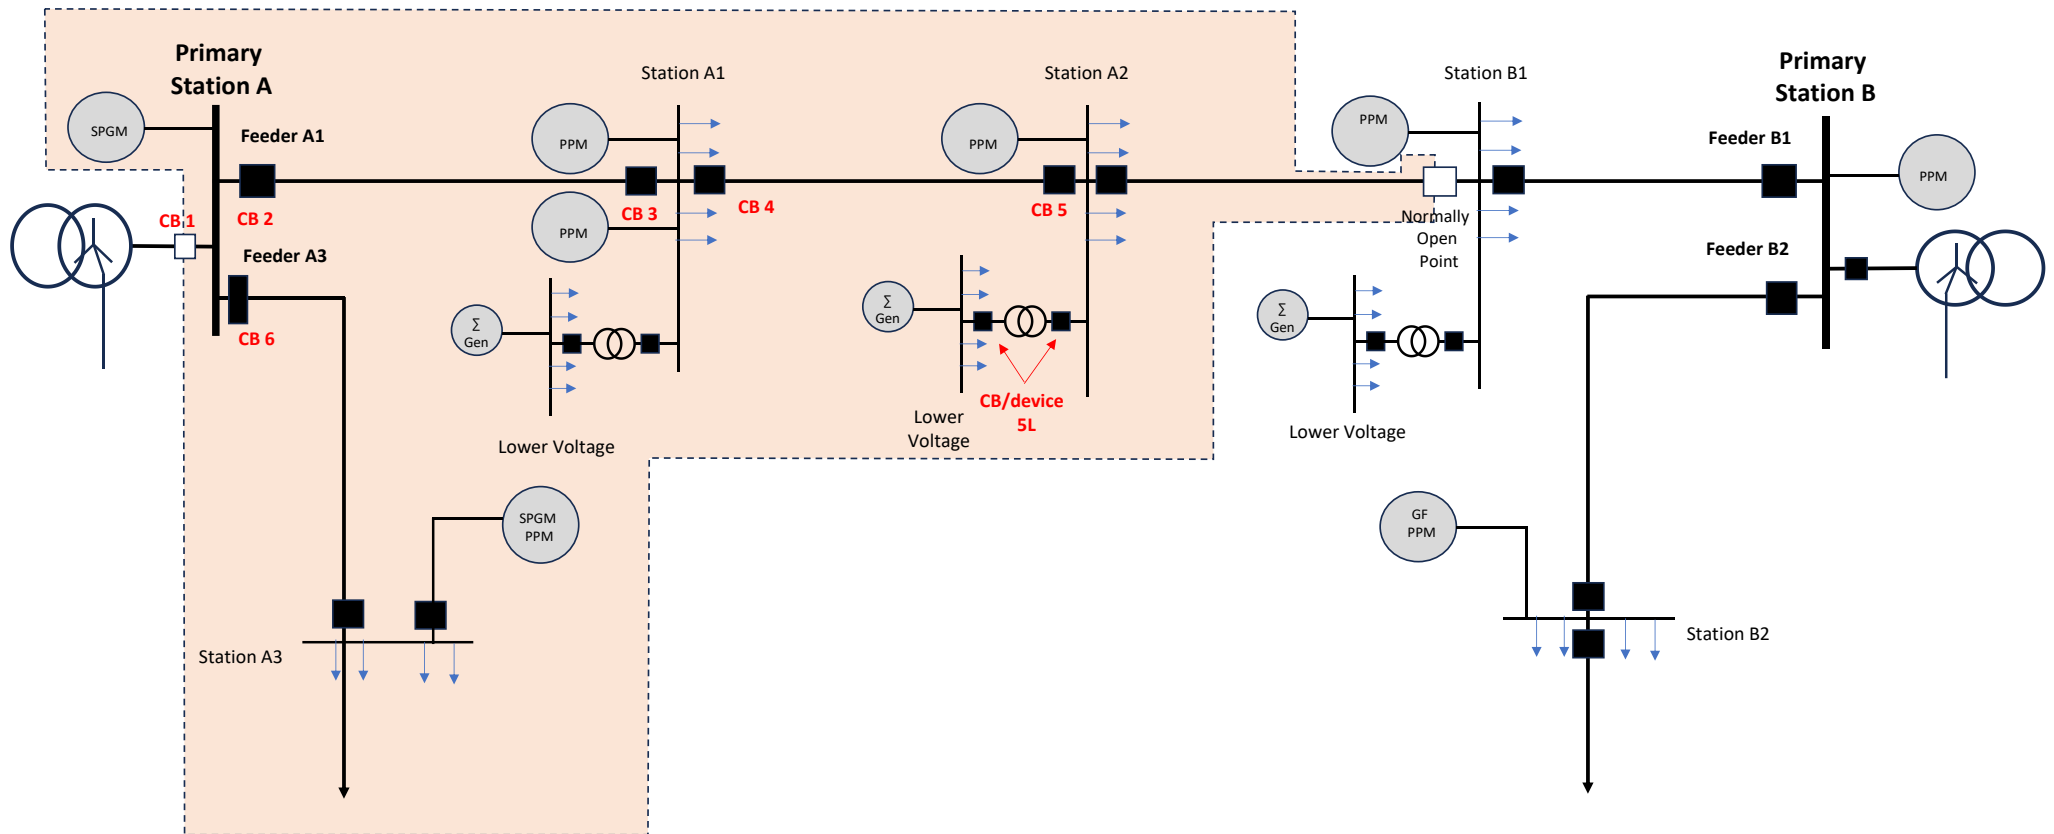 Primary
Station A
SPGM
Feeder A1
CB 1
CB 2
Feeder A3
CB 6
Station A1
PPM
PPM
CB 3
CB 4
Σ
Gen
Lower Voltage
Station A2
PPM
CB 5
Σ
Gen
Lower
Voltage
CB/device
5L
Station B1
PPM
Normally
Open
Point
Σ
Gen
Lower Voltage
Primary
Station B
Feeder B1
PPM
Feeder B2
SPGM
PPM
Station A3
GF
PPM
Station B2